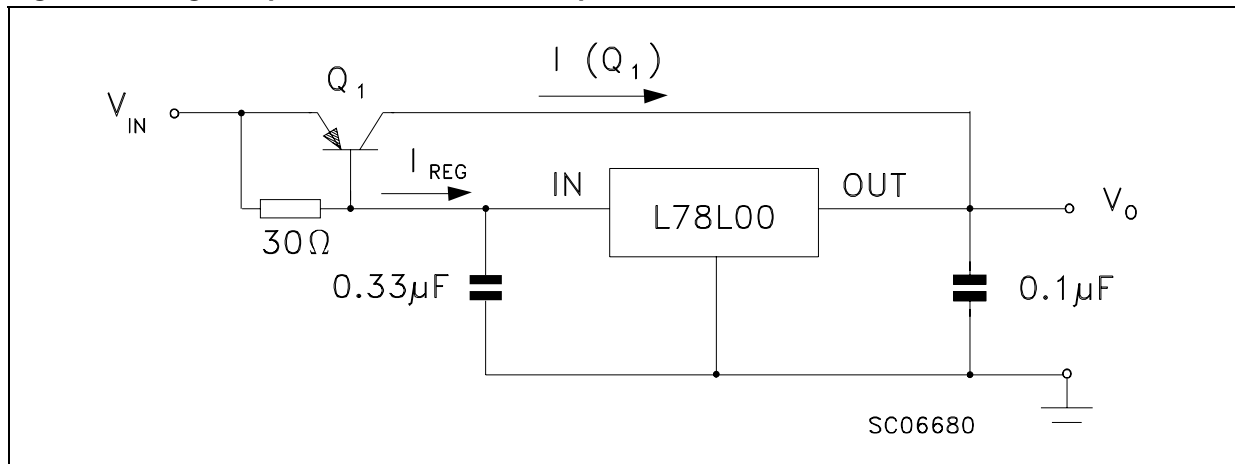 I (Q1)
Q1
VIN
IREG
IN
OUT
L78L00
VO
30Ω
0.33µF
0.1µF
SC06680